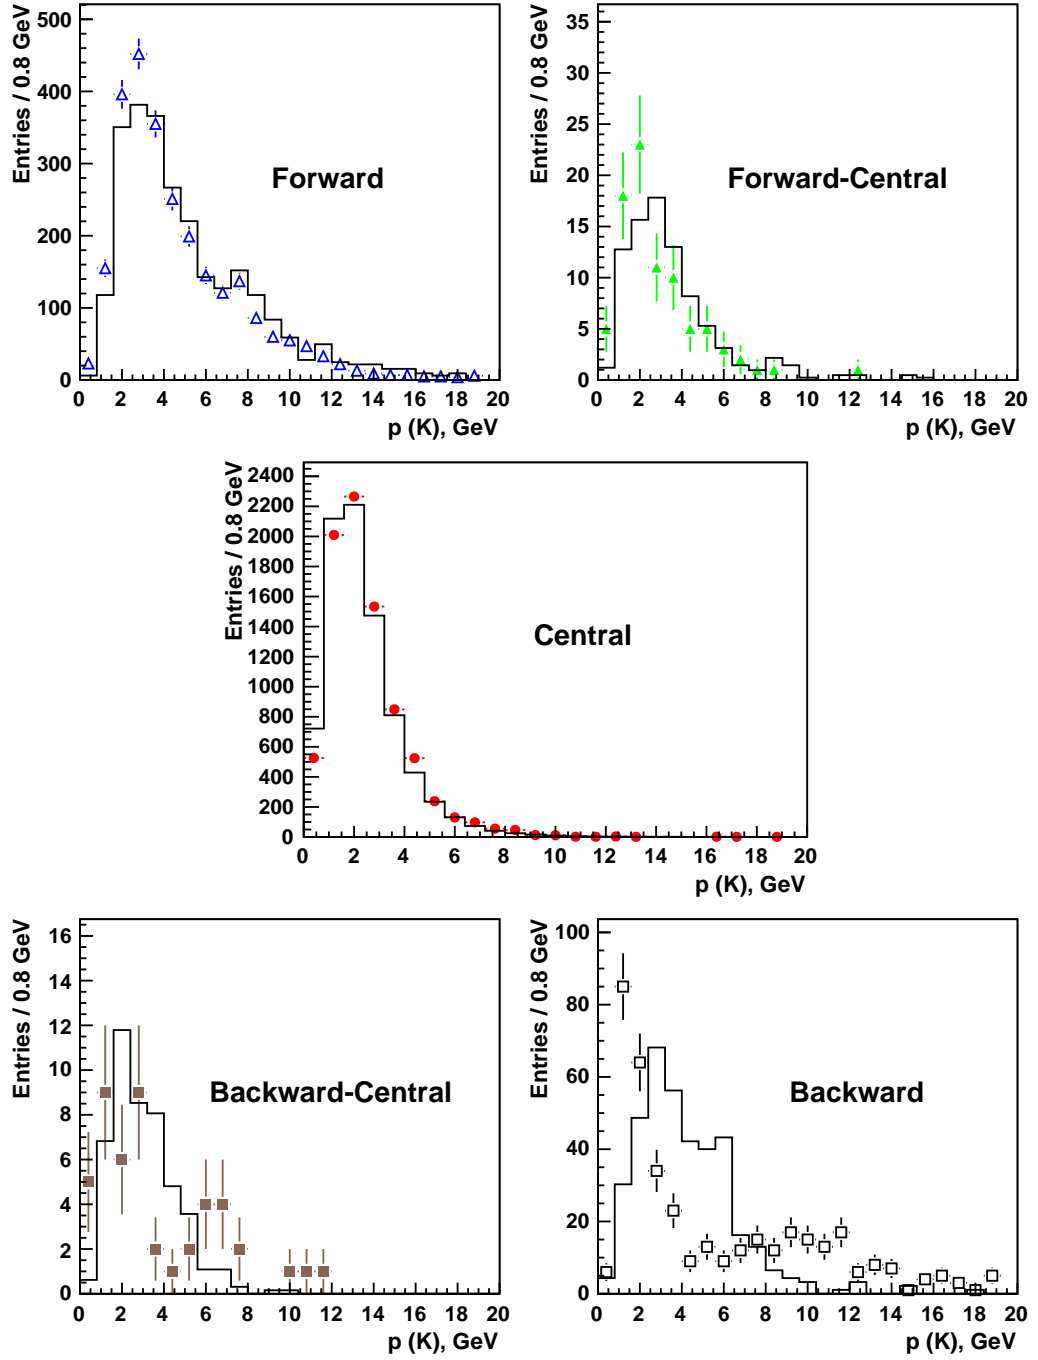 Entries / 0.8 GeV
500
400
300
200
100
0
Forward
0 2 4 6 8 10 12 14 16 18 20
p (K), GeV
Entries / 0.8 GeV
35
30
25
20
15
10
5
0
Forward-Central
0 2 4 6 8 10 12 14 16 18 20
p (K), GeV
Entries / 0.8 GeV
2400
2200
2000
1800
1600
1400
1200
1000
800
600
400
200
0
Central
0 2 4 6 8 10 12 14 16 18 20
p (K), GeV
Entries / 0.8 GeV
16
14
12
10
8
6
4
2
0
Backward-Central
0 2 4 6 8 10 12 14 16 18 20
p (K), GeV
Entries / 0.8 GeV
100
80
60
40
20
0
Backward
0 2 4 6 8 10 12 14 16 18 20
p (K), GeV